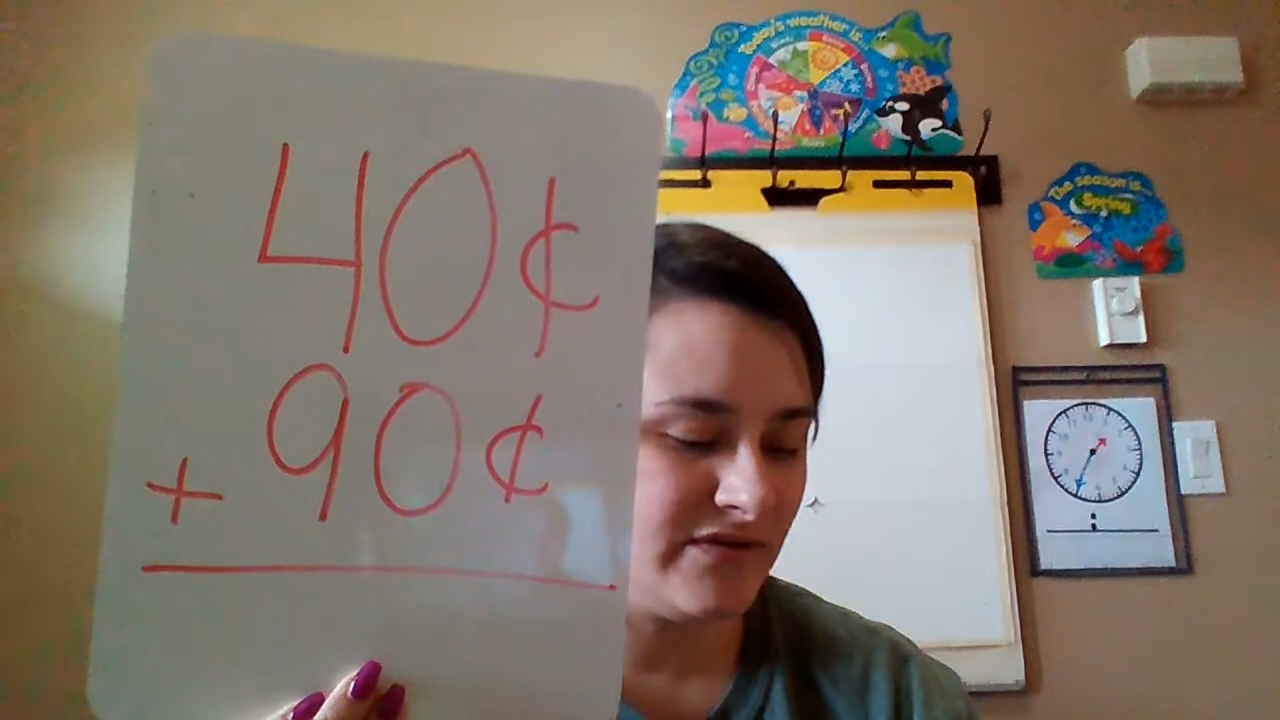 40¢
+ 90¢
Today's weather is...
The season is...
Spring